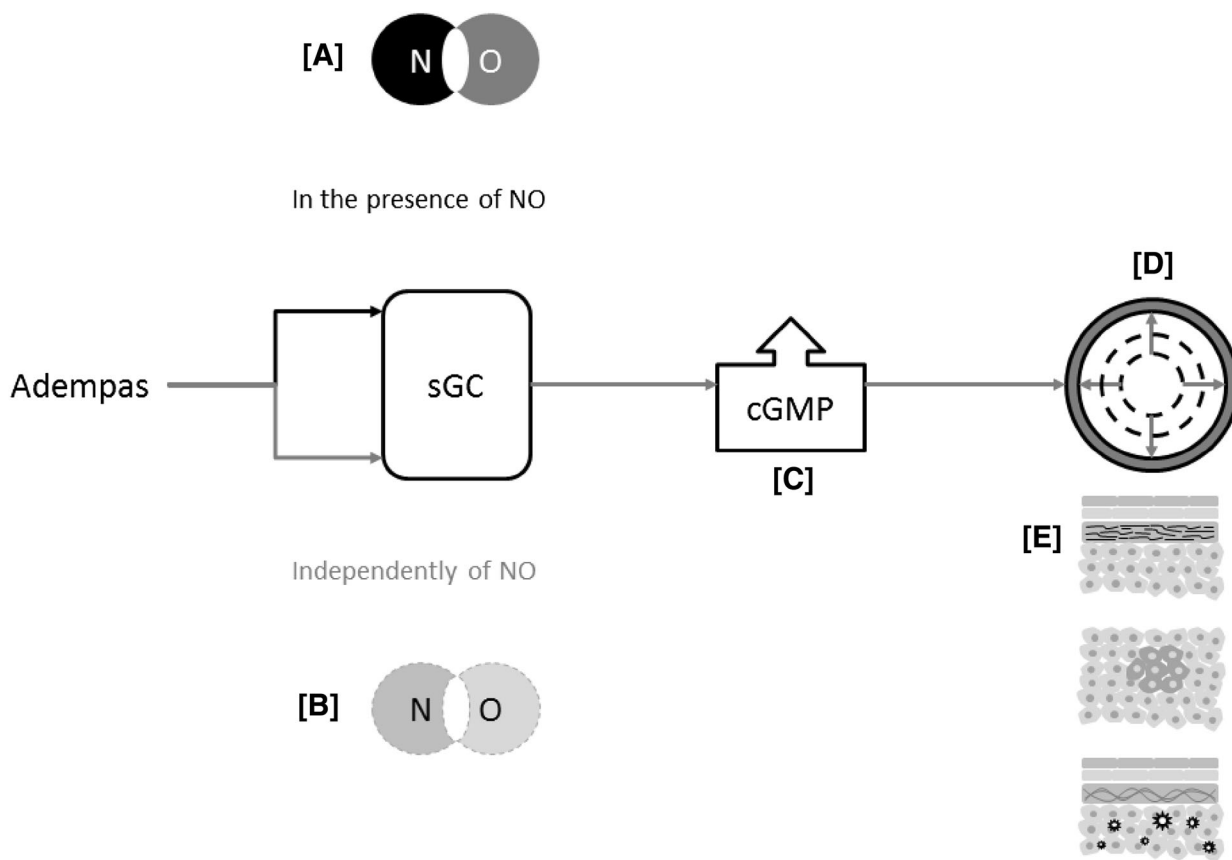 [A]
N O
In the presence of NO
[D]
Adempas
sGC
cGMP
[C]
[E]
Independently of NO
[B]
N O